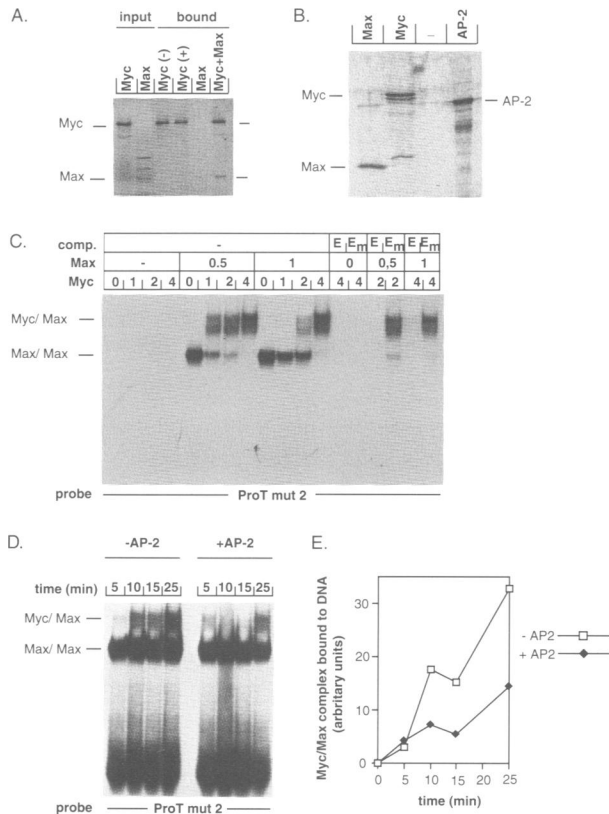 A.
input bound
Myc Max Myc (-) Myc (+) Max Myc+Max
Myc
Max
B.
Max Myc – AP-2
Myc
AP-2
Max
C.
comp. - E Em E Em E Em
Max - 0.5 1 0 0,5 1
Myc 0 1 2 4 0 1 2 4 0 1 2 4 4 4 2 2 4 4
Myc/ Max
Max/ Max
probe ProT mut 2
D.
-AP-2 +AP-2
time (min) 5 10 15 25 5 10 15 25
Myc/ Max
Max/ Max
probe ProT mut 2
E.
Myc/Max complex bound to DNA
(arbritary units)
30
20
10
0
0 5 10 15 20 25
time (min)
- AP2
+ AP2